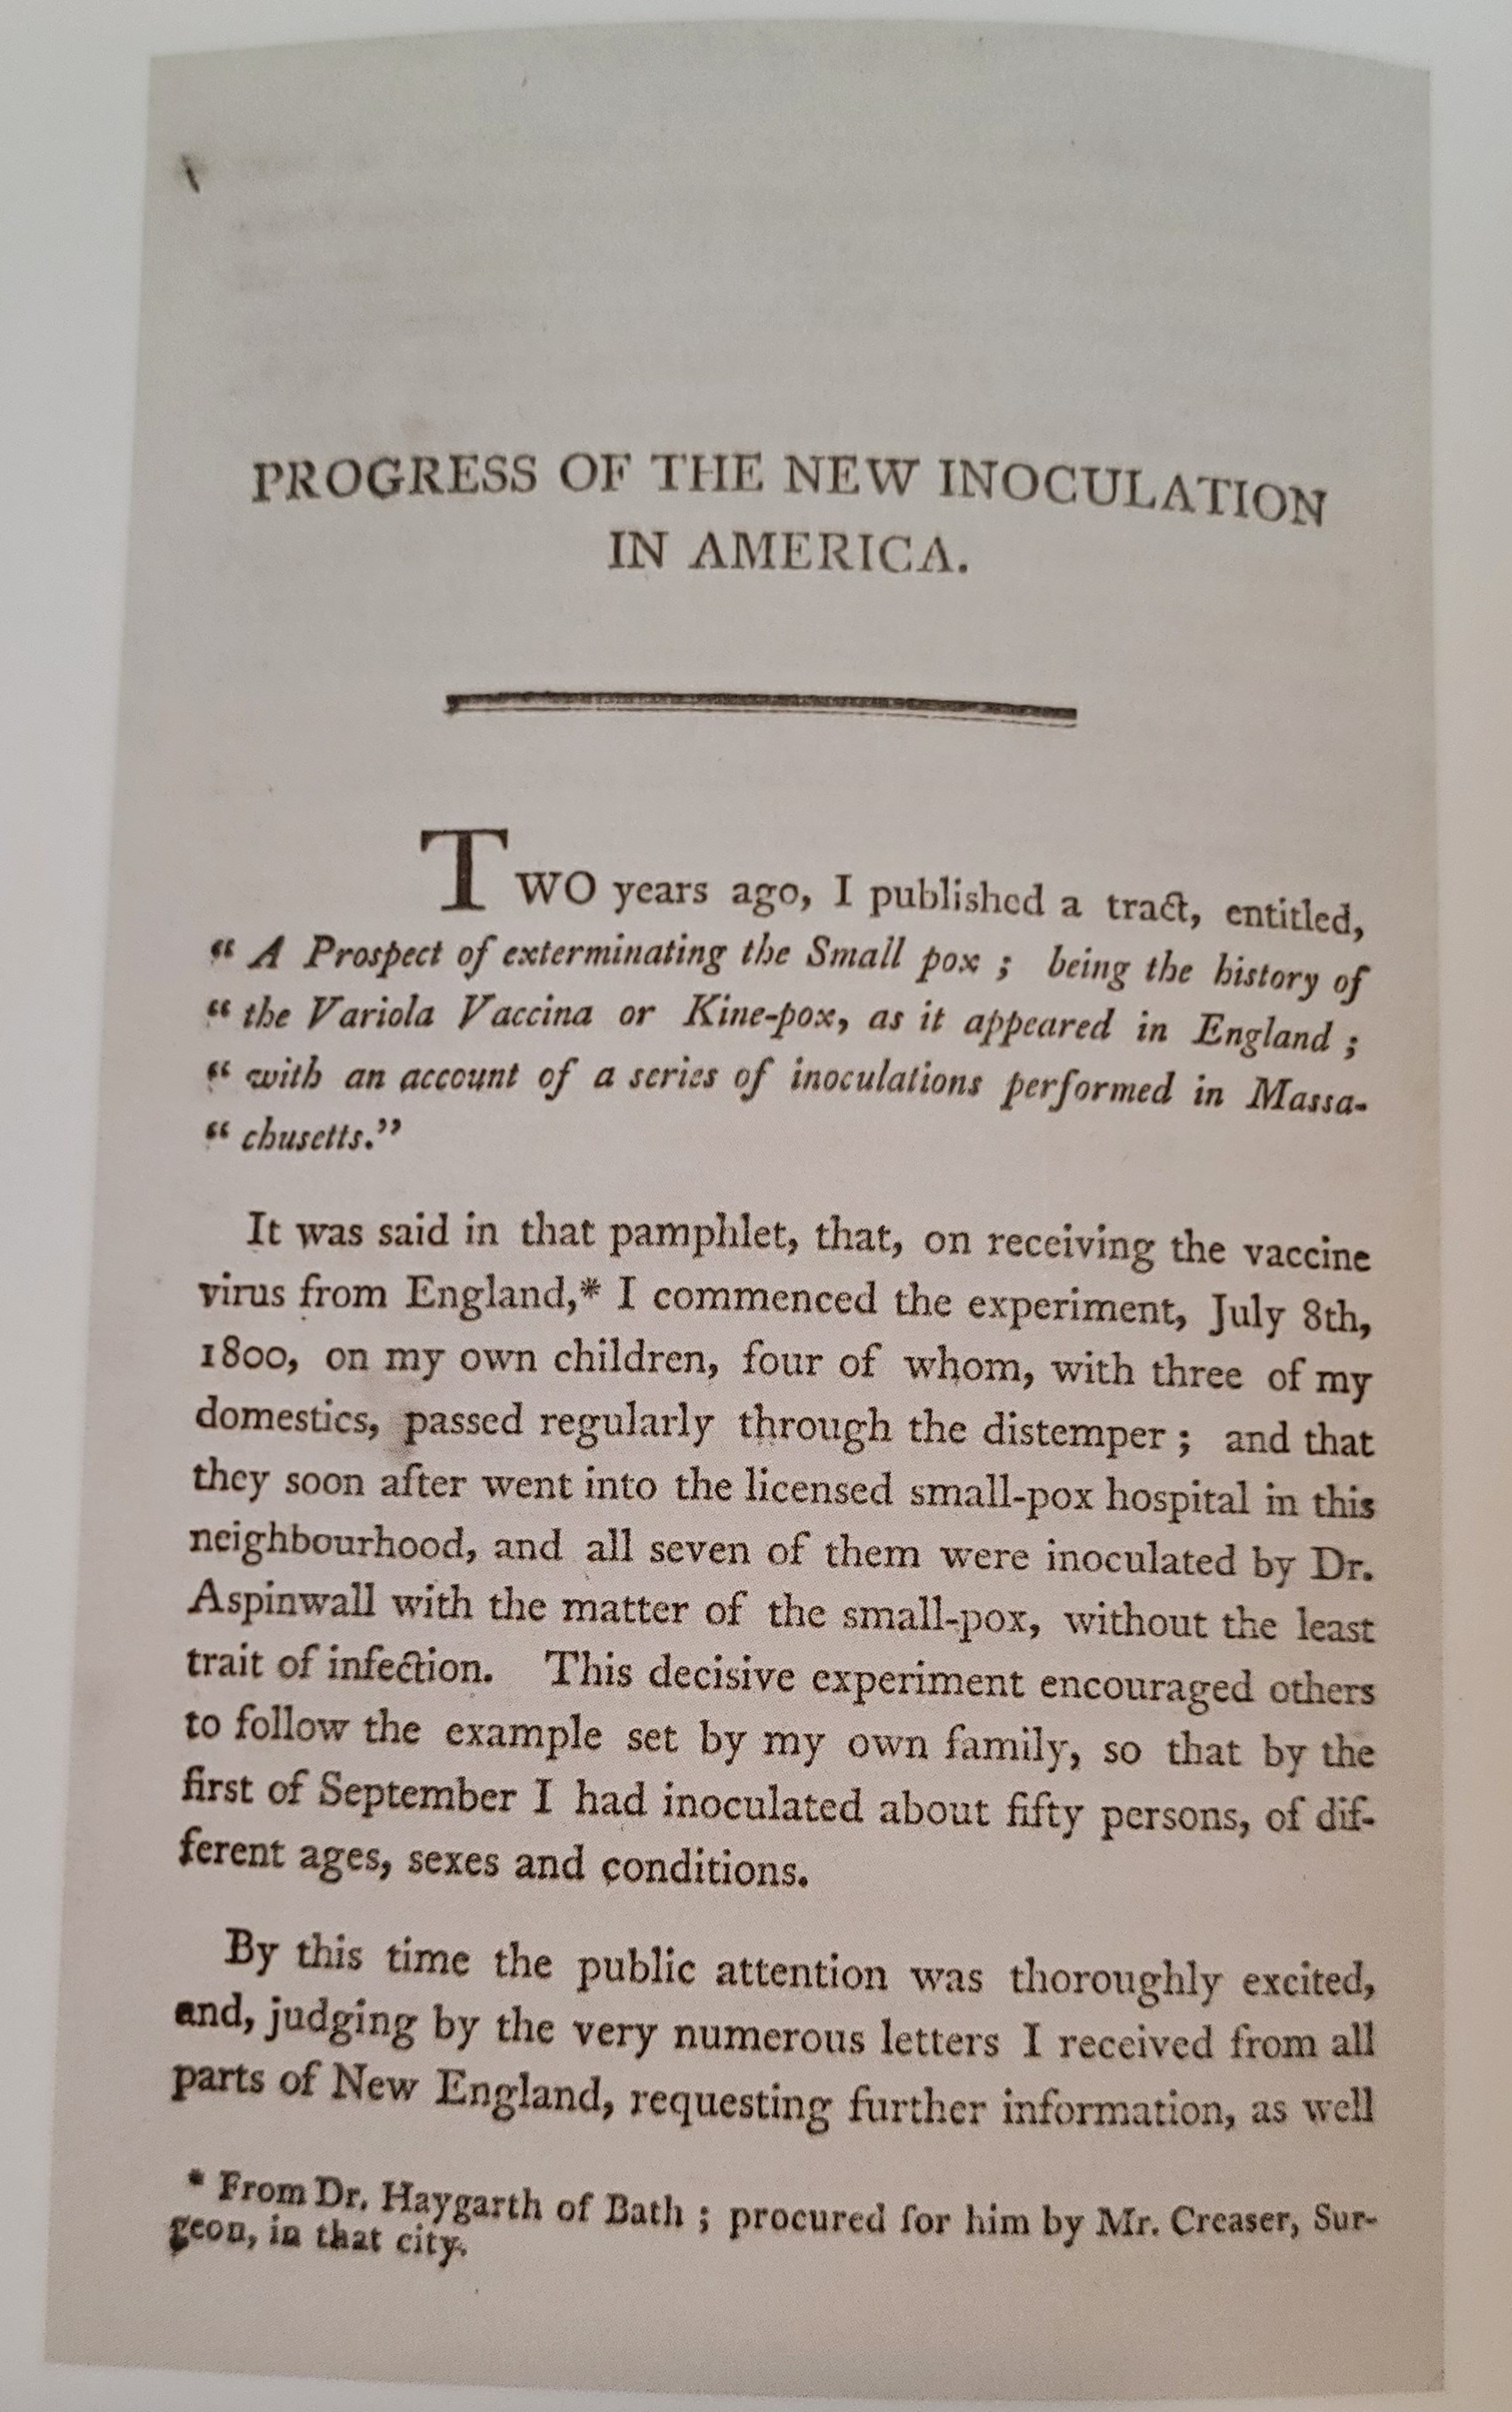 PROGRESS OF THE NEW INOCULATION
IN AMERICA.
TWO years ago, I published a tract, entitled,
“ A Prospect of exterminating the Small pox ; being the history of
“ the Variola Vaccina or Kine-pox, as it appeared in England ;
“ with an account of a series of inoculations performed in Massa-
“ chusetts.”
It was said in that pamphlet, that, on receiving the vaccine
virus from England,* I commenced the experiment, July 8th,
1800, on my own children, four of whom, with three of my
domestics, passed regularly through the distemper ; and that
they soon after went into the licensed small-pox hospital in this
neighbourhood, and all seven of them were inoculated by Dr.
Aspinwall with the matter of the small-pox, without the least
trait of infection. This decisive experiment encouraged others
to follow the example set by my own family, so that by the
first of September I had inoculated about fifty persons, of dif-
ferent ages, sexes and conditions.
By this time the public attention was thoroughly excited,
and, judging by the very numerous letters I received from all
parts of New England, requesting further information, as well
* From Dr. Haygarth of Bath ; procured for him by Mr. Creaser, Sur-
geon, in that city.